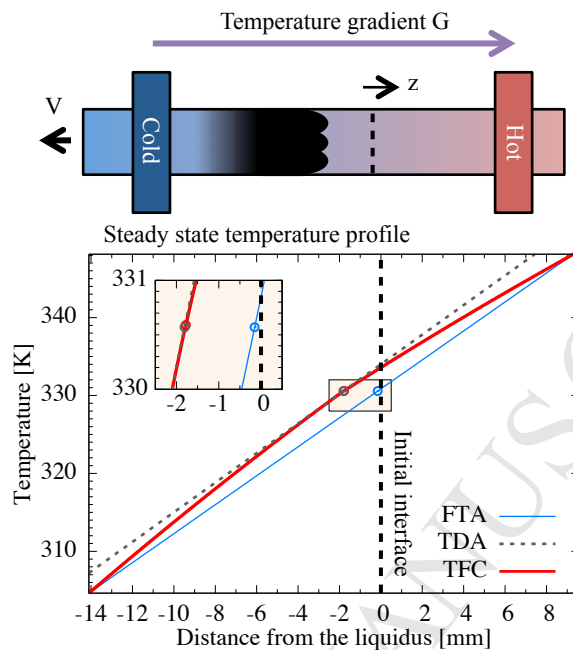 Temperature gradient G
V
z
Cold
Hot
Steady state temperature profile
331
330
-2
-1
0
340
330
320
310
Temperature [K]
Initial interface
FTA
TDA
TFC
-14 -12 -10 -8 -6 -4 -2 0 2 4 6 8
Distance from the liquidus [mm]